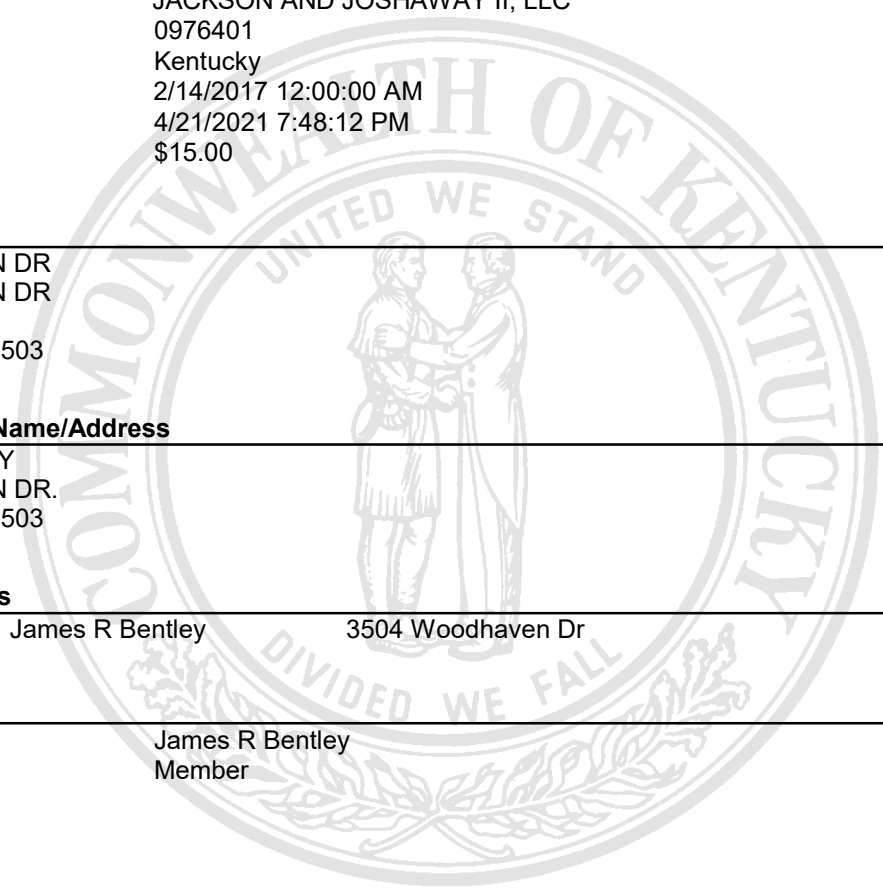 JACKSON AND JOSHAWAY II, LLC
0976401
Kentucky
2/14/2017 12:00:00 AM
4/21/2021 7:48:12 PM
$15.00
N DR
N DR
503
Name/Address
Y
N DR.
503
s
James R Bentley 3504 Woodhaven Dr
James R Bentley
Member
COMMONWEALTH OF KENTUCKY
UNITED WE STAND
DIVIDED WE FALL